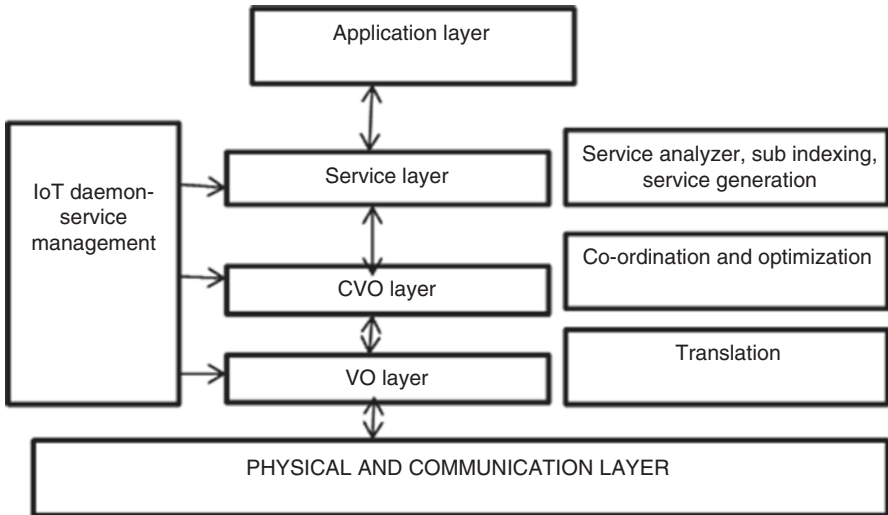 Application layer
IoT daemon-
service
management
Service layer
Service analyzer, sub indexing,
service generation
CVO layer
Co-ordination and optimization
VO layer
Translation
PHYSICAL AND COMMUNICATION LAYER